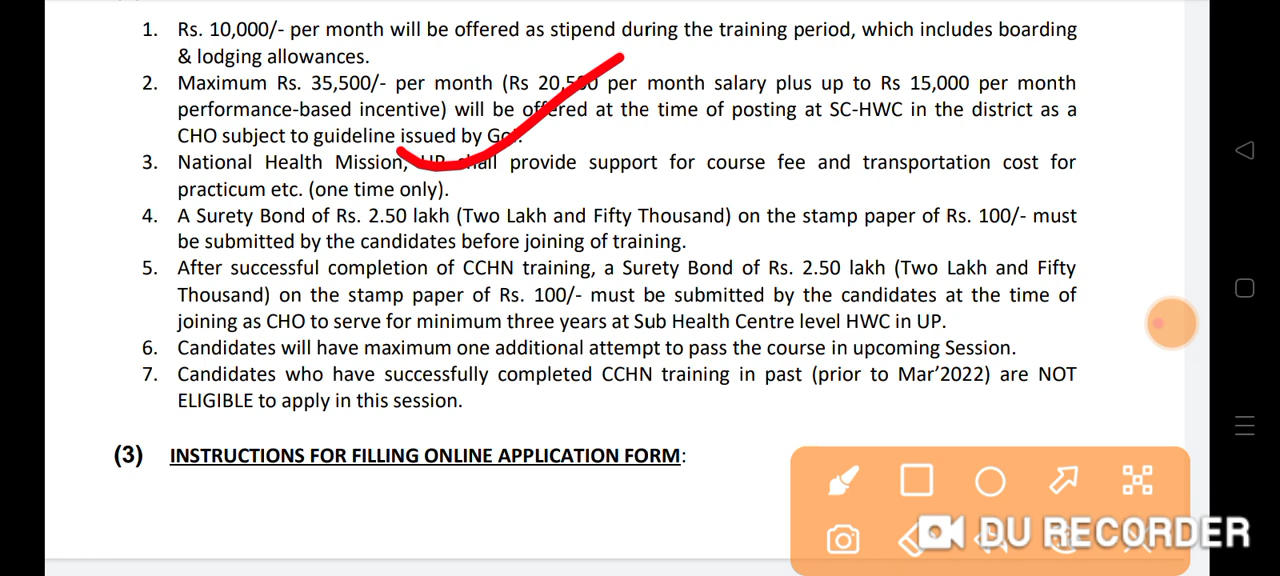 1. Rs. 10,000/- per month will be offered as stipend during the training period, which includes boarding
& lodging allowances.
2. Maximum Rs. 35,500/- per month (Rs 20,500 per month salary plus up to Rs 15,000 per month
performance-based incentive) will be offered at the time of posting at SC-HWC in the district as a
CHO subject to guideline issued by GoI.
3. National Health Mission, UP shall provide support for course fee and transportation cost for
practicum etc. (one time only).
4. A Surety Bond of Rs. 2.50 lakh (Two Lakh and Fifty Thousand) on the stamp paper of Rs. 100/- must
be submitted by the candidates before joining of training.
5. After successful completion of CCHN training, a Surety Bond of Rs. 2.50 lakh (Two Lakh and Fifty
Thousand) on the stamp paper of Rs. 100/- must be submitted by the candidates at the time of
joining as CHO to serve for minimum three years at Sub Health Centre level HWC in UP.
6. Candidates will have maximum one additional attempt to pass the course in upcoming Session.
7. Candidates who have successfully completed CCHN training in past (prior to Mar’2022) are NOT
ELIGIBLE to apply in this session.
(3) INSTRUCTIONS FOR FILLING ONLINE APPLICATION FORM:
DU RECORDER